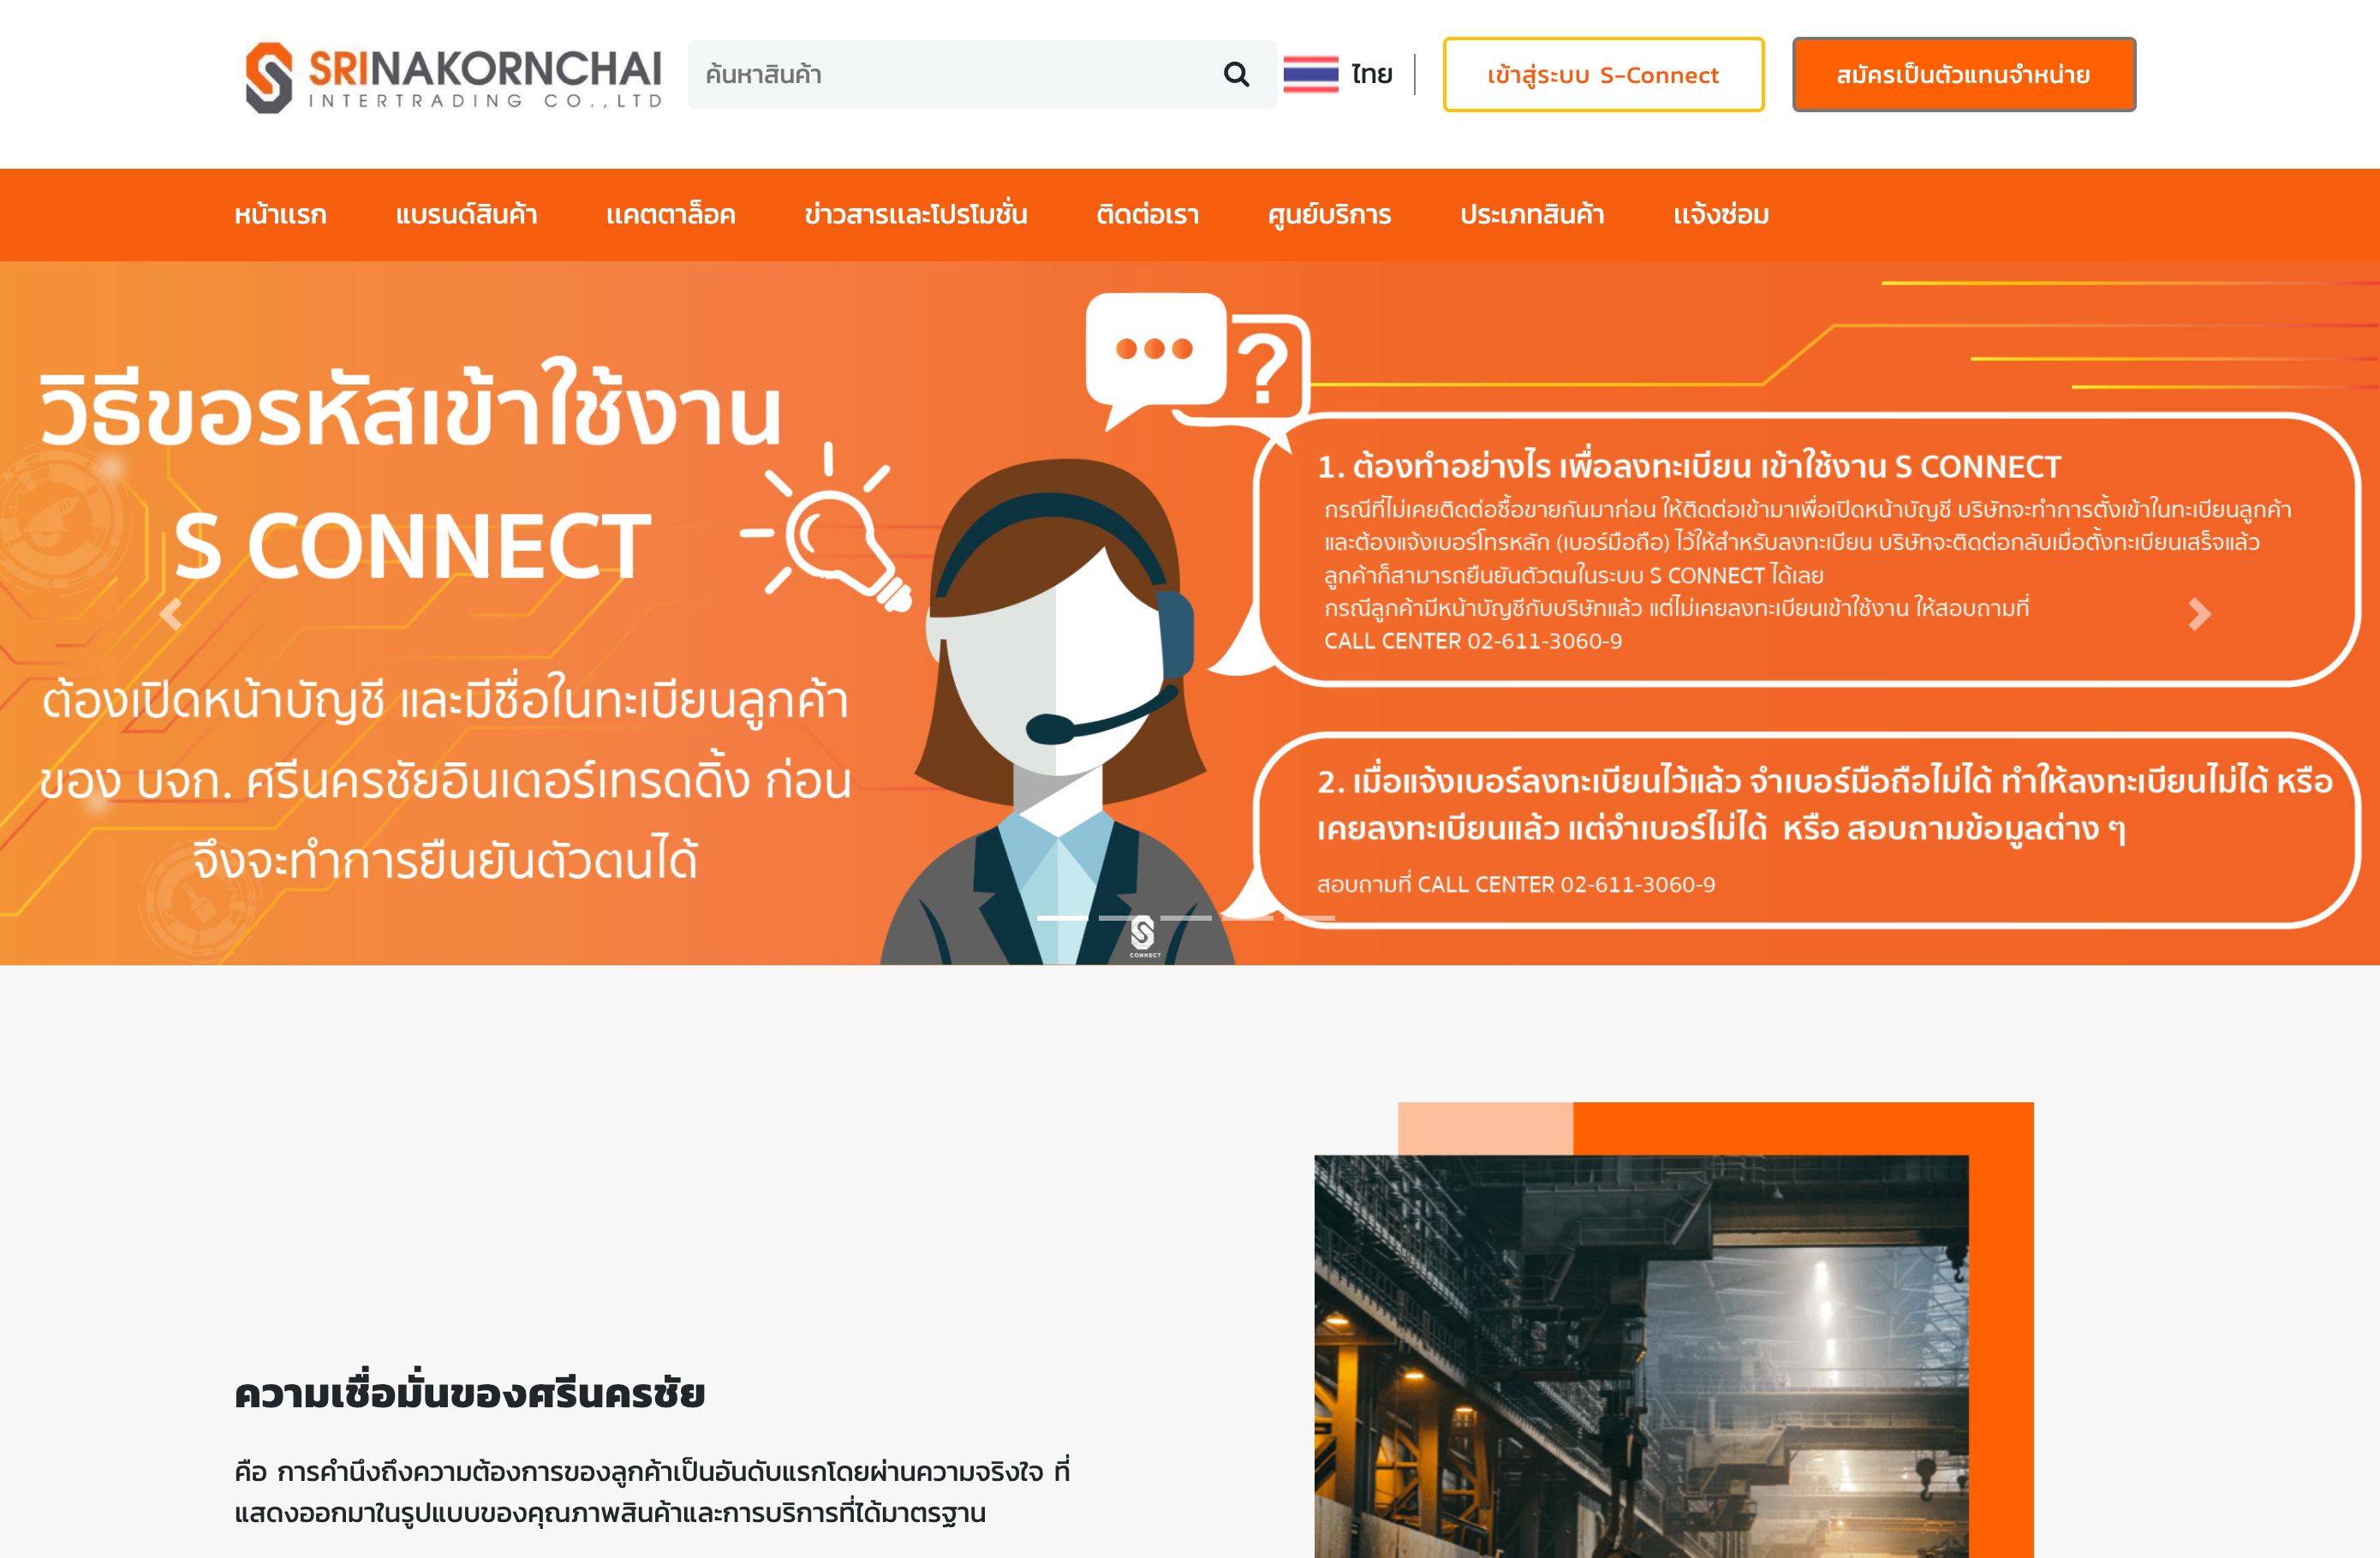 SRINAKORNCHAI
INTERTRADING CO.,LTD
ค้นหาสินค้า
ไทย
เข้าสู่ระบบ S-Connect
สมัครเป็นตัวแทนจำหน่าย
หน้าแรก แบรนด์สินค้า แคตตาล็อค ข่าวสารและโปรโมชั่น ติดต่อเรา ศูนย์บริการ ประเภทสินค้า แจ้งซ่อม
วิธีขอรหัสเข้าใช้งาน
S CONNECT
ต้องเปิดหน้าบัญชี และมีชื่อในทะเบียนลูกค้า
ของ บจก. ศรีนครชัยอินเตอร์เทรดดิ้ง ก่อน
จึงจะทำการยืนยันตัวตนได้
?
1. ต้องทำอย่างไร เพื่อลงทะเบียน เข้าใช้งาน S CONNECT
กรณีที่ไม่เคยติดต่อซื้อขายกันมาก่อน ให้ติดต่อเข้ามาเพื่อเปิดหน้าบัญชี บริษัทจะทำการตั้งเข้าในทะเบียนลูกค้า
และต้องแจ้งเบอร์โทรหลัก (เบอร์มือถือ) ไว้ให้สำหรับลงทะเบียน บริษัทจะติดต่อกลับเมื่อตั้งทะเบียนเสร็จแล้ว
ลูกค้าก็สามารถยืนยันตัวตนในระบบ S CONNECT ได้เลย
กรณีลูกค้ามีหน้าบัญชีกับบริษัทแล้ว แต่ไม่เคยลงทะเบียนเข้าใช้งาน ให้สอบถามที่
CALL CENTER 02-611-3060-9
2. เมื่อแจ้งเบอร์ลงทะเบียนไว้แล้ว จำเบอร์มือถือไม่ได้ ทำให้ลงทะเบียนไม่ได้ หรือ
เคยลงทะเบียนแล้ว แต่จำเบอร์ไม่ได้ หรือ สอบถามข้อมูลต่าง ๆ
สอบถามที่ CALL CENTER 02-611-3060-9
CONNECT
ความเชื่อมั่นของศรีนครชัย
คือ การคำนึงถึงความต้องการของลูกค้าเป็นอันดับแรกโดยผ่านความจริงใจ ที่
แสดงออกมาในรูปแบบของคุณภาพสินค้าและการบริการที่ได้มาตรฐาน